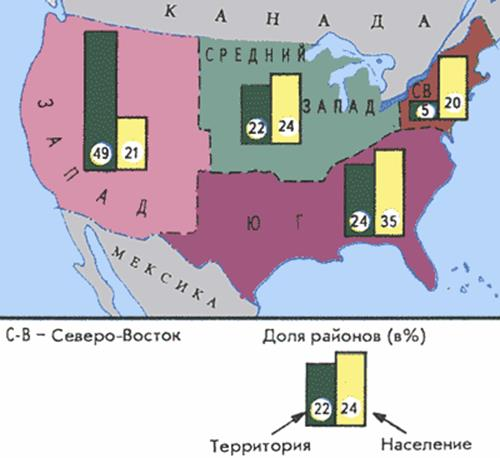 КАНАДА
СРЕДНИЙ
ЗАПАД
СВ
5
20
22
24
49
21
ЗАПАД
ЮГ
24
35
МЕКСИКА
С-В – Северо-Восток
Доля районов (в%)
22
24
Территория
Население